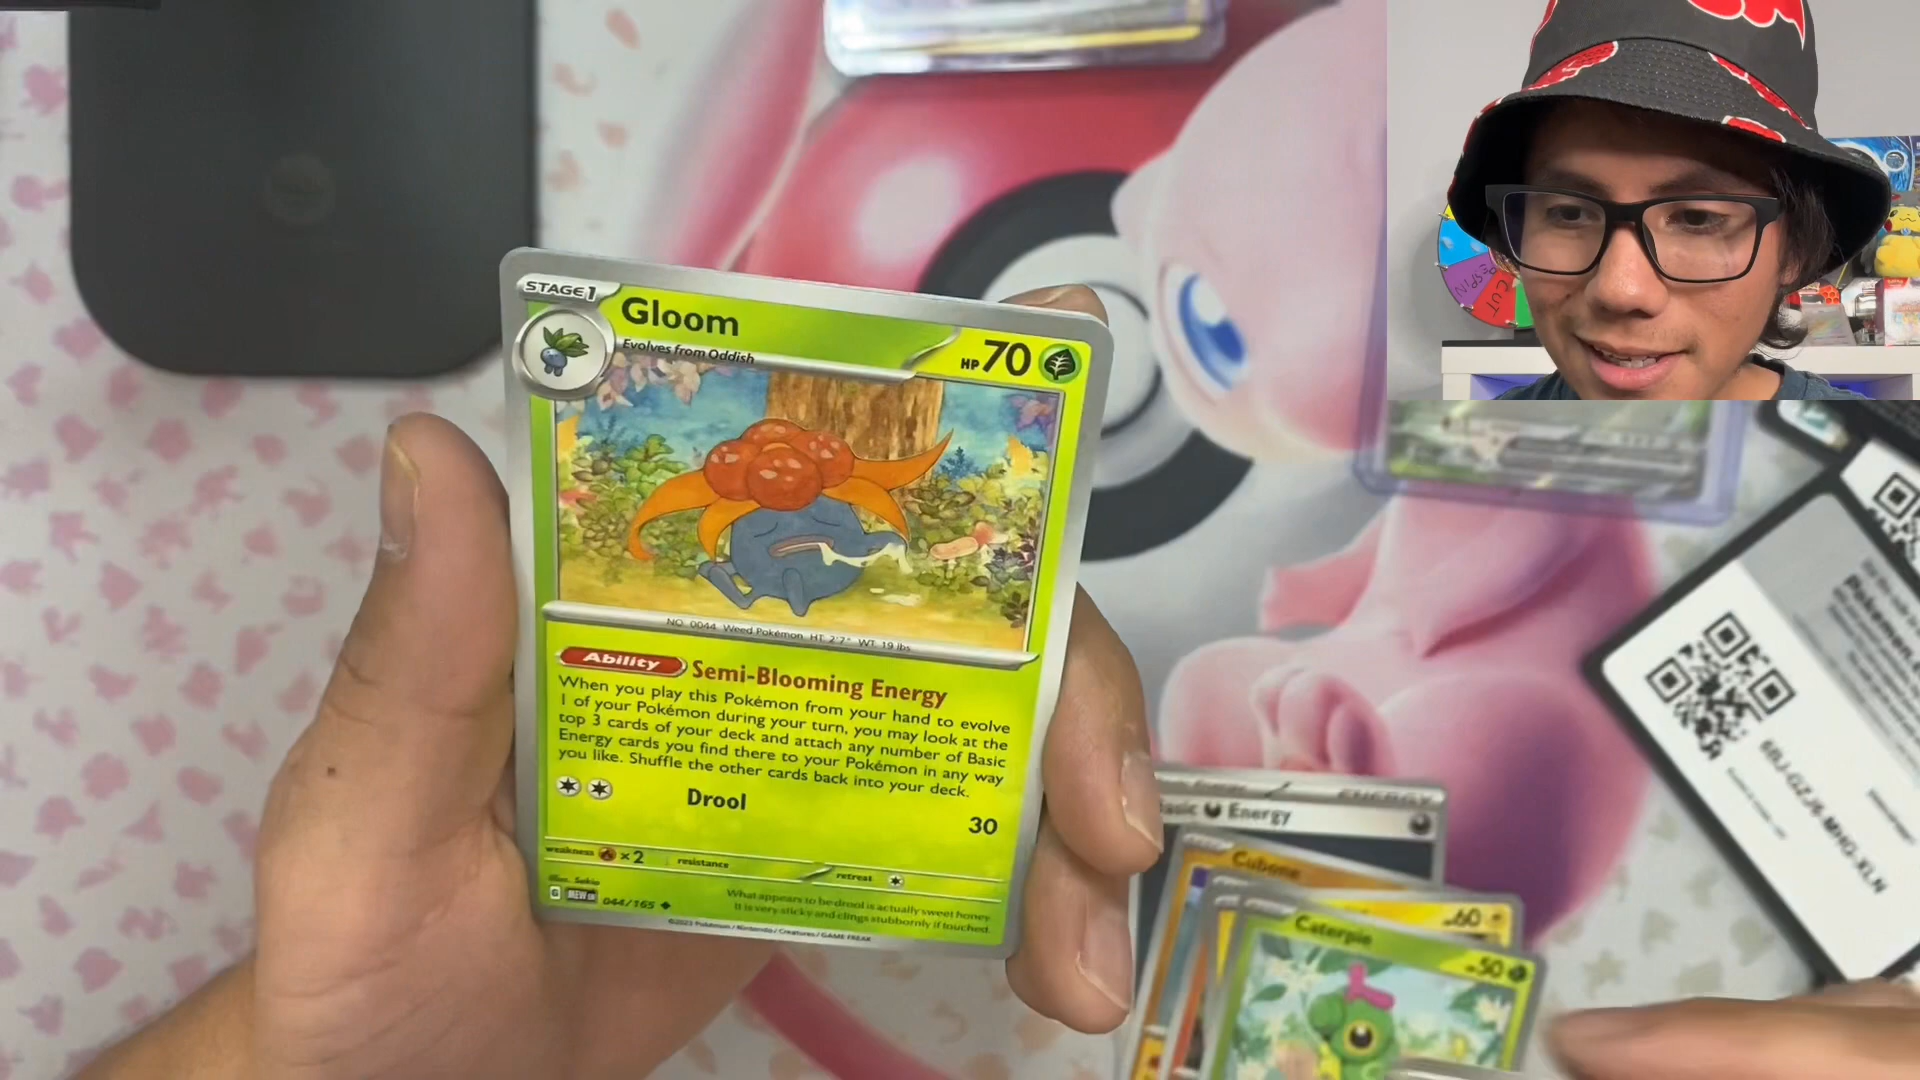 STAGE 1
Gloom
Evolves from Oddish
HP 70
NO. 0044 Weed Pokémon HT: 2'7" WT: 19 lbs
Ability Semi-Blooming Energy
When you play this Pokémon from your hand to evolve
1 of your Pokémon during your turn, you may look at the
top 3 cards of your deck and attach any number of Basic
Energy cards you find there to your Pokémon in any way
you like. Shuffle the other cards back into your deck.
Drool
30
weakness ×2 resistance retreat
Illus. Sekio
What appears to be drool is actually sweet honey.
G MEW EN 044/165
It is very sticky and clings stubbornly if touched.
©2023 Pokémon / Nintendo / Creatures / GAME FREAK
RESPIN
CUT
Basic Energy
ENERGY
Cubone
60
Caterpie
50
Pokémon